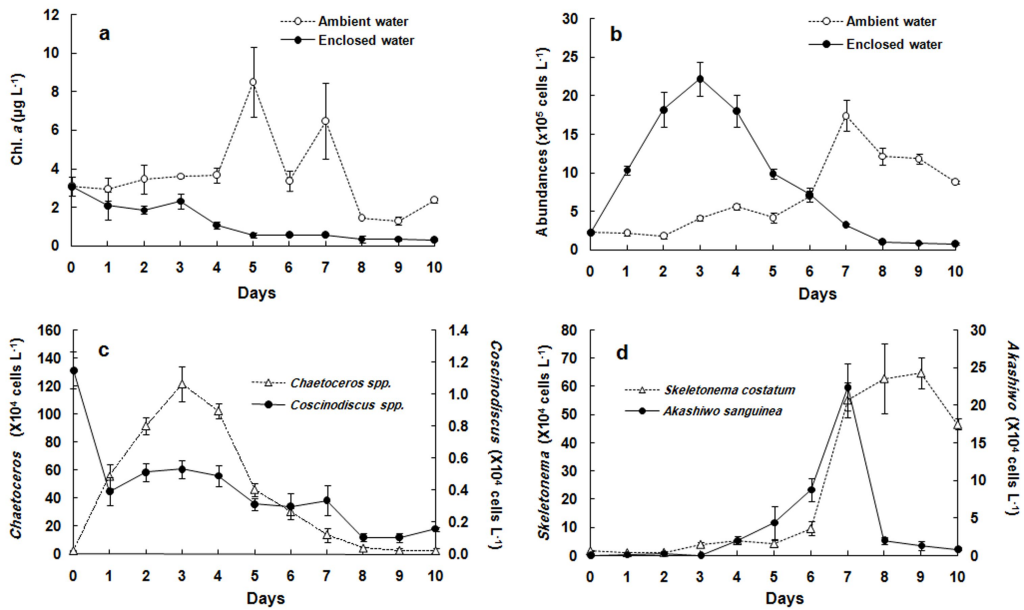 a
Ambient water
Enclosed water
Chl. a (µg L-1)
12
10
8
6
4
2
0
0 1 2 3 4 5 6 7 8 9 10
Days
b
Ambient water
Enclosed water
Abundances (x10⁵ cells L-1)
30
25
20
15
10
5
0
0 1 2 3 4 5 6 7 8 9 10
Days
c
Chaetoceros spp.
Coscinodiscus spp.
Chaetoceros (X10⁴ cells L-1)
160
140
120
100
80
60
40
20
0
Coscinodiscus (X10⁴ cells L-1)
1.4
1.2
1.0
0.8
0.6
0.4
0.2
0.0
0 1 2 3 4 5 6 7 8 9 10
Days
d
Skeletonema costatum
Akashiwo sanguinea
Skeletonema (X10⁴ cells L-1)
80
70
60
50
40
30
20
10
0
Akashiwo (X10⁴ cells L-1)
30
25
20
15
10
5
0
0 1 2 3 4 5 6 7 8 9 10
Days